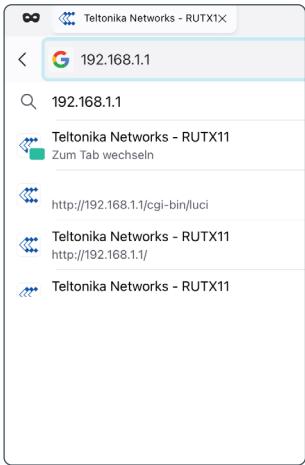 Teltonika Networks - RUTX1
192.168.1.1
192.168.1.1
Teltonika Networks - RUTX11
Zum Tab wechseln
http://192.168.1.1/cgi-bin/luci
Teltonika Networks - RUTX11
http://192.168.1.1/
Teltonika Networks - RUTX11